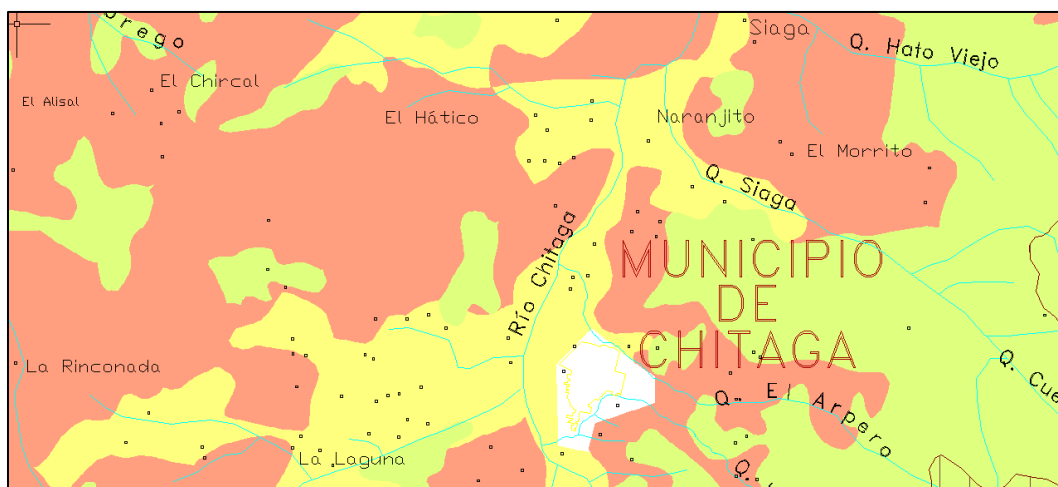 Siaga
Q. Hato Viejo
El Chircal
El Alisal
El Hático
Naranjito
El Morrito
Q. Siaga
MUNICIPIO
DE
CHITAGA
Río Chitaga
La Rinconada
Q. El Arpero
La Laguna